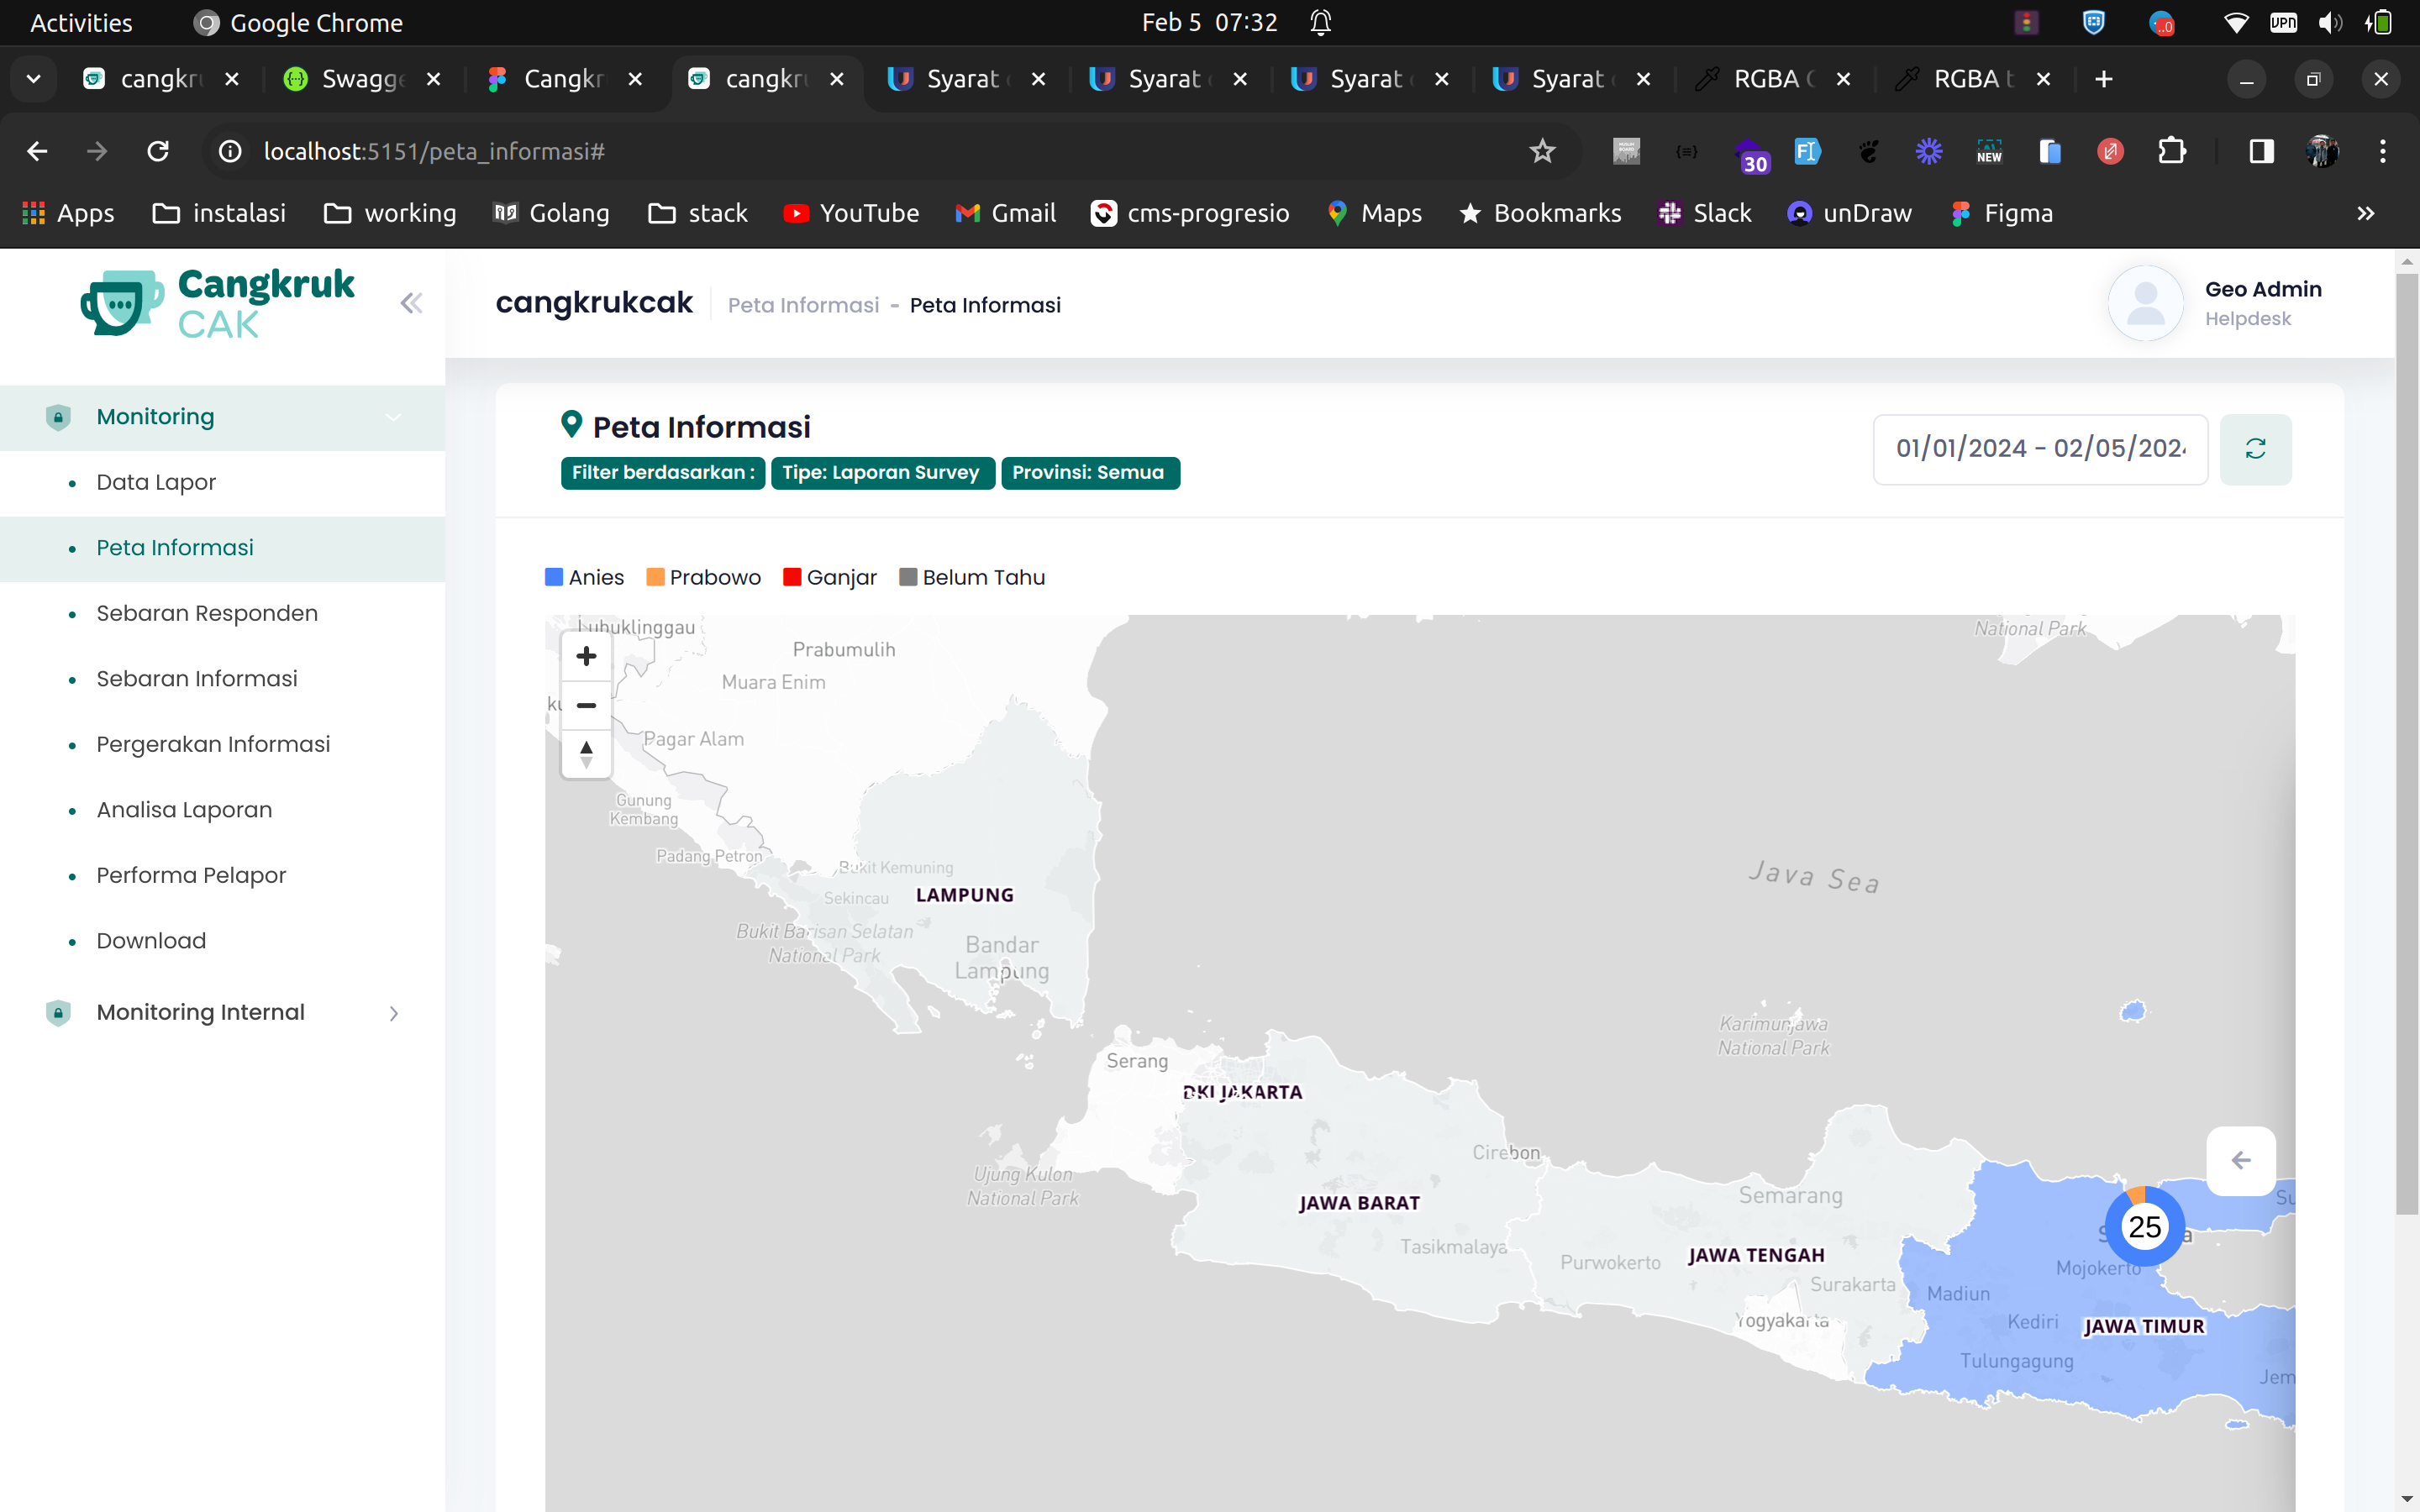 Activities
Google Chrome
Feb 5 07:32
VPN
cangkru
Swagge
Cangkr
cangkru
Syarat
Syarat
Syarat
Syarat
RGBA C
RGBA t
localhost:5151/peta_informasi#
30
NEW
Apps
instalasi
working
Golang
stack
YouTube
Gmail
cms-progresio
Maps
Bookmarks
Slack
unDraw
Figma
Cangkruk
CAK
cangkrukcak
Peta Informasi - Peta Informasi
Geo Admin
Helpdesk
Monitoring
Data Lapor
Peta Informasi
Sebaran Responden
Sebaran Informasi
Pergerakan Informasi
Analisa Laporan
Performa Pelapor
Download
Monitoring Internal
Peta Informasi
Filter berdasarkan :
Tipe: Laporan Survey
Provinsi: Semua
01/01/2024 - 02/05/202
Anies
Prabowo
Ganjar
Belum Tahu
Lubuklinggau
Prabumulih
Muara Enim
National Park
Pagar Alam
Gunung
Kembang
Padang Petron
Bukit Kemuning
Sekincau
LAMPUNG
Bukit Barisan Selatan
National Park
Bandar
Lampung
Java Sea
Karimunjawa
National Park
Serang
DKI JAKARTA
Ujung Kulon
National Park
Cirebon
JAWA BARAT
Tasikmalaya
Semarang
JAWA TENGAH
Purwokerto
Surakarta
Yogyakarta
25
Su
Mojokerto
Madiun
Kediri
JAWA TIMUR
Tulungagung
Jem